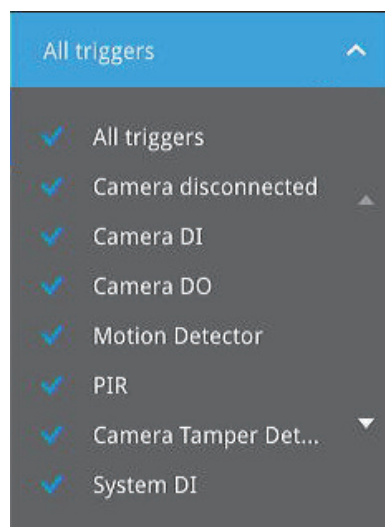 All triggers
All triggers
Camera disconnected
Camera DI
Camera DO
Motion Detector
PIR
Camera Tamper Det...
System DI